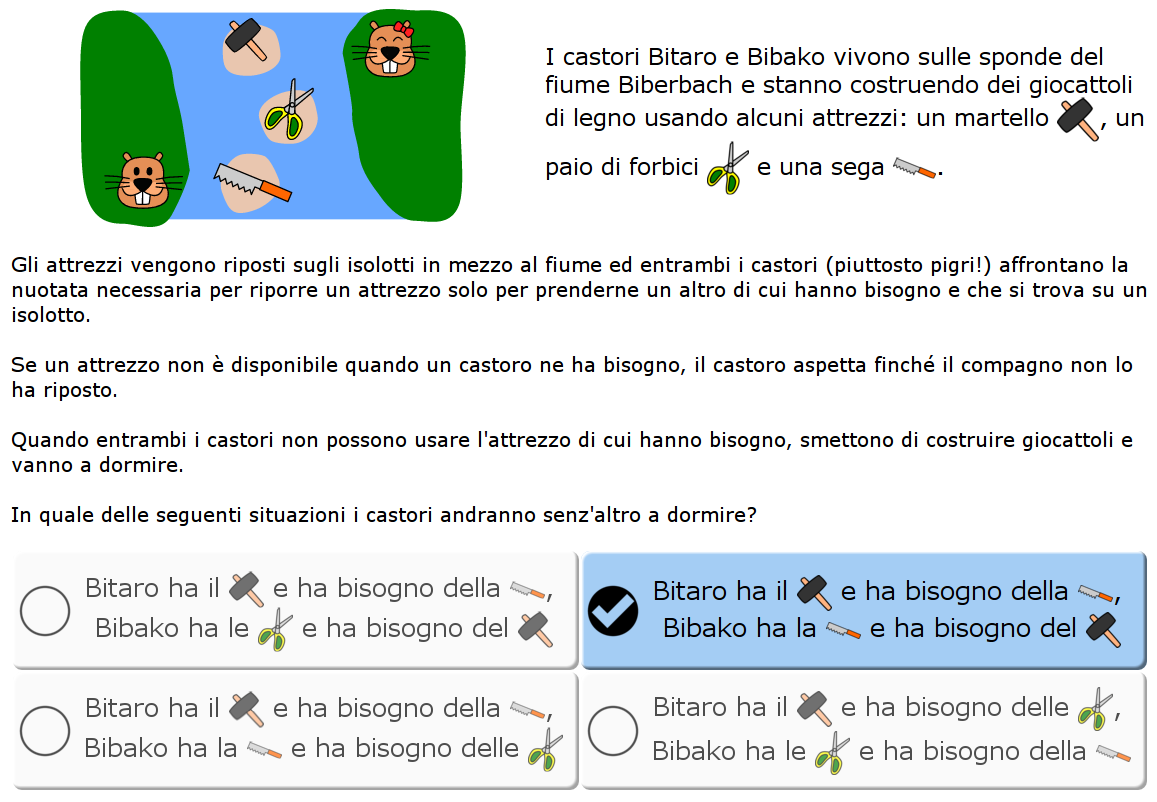 I castori Bitaro e Bibako vivono sulle sponde del
fiume Biberbach e stanno costruendo dei giocattoli
di legno usando alcuni attrezzi: un martello , un
paio di forbici e una sega .
Gli attrezzi vengono riposti sugli isolotti in mezzo al fiume ed entrambi i castori (piuttosto pigri!) affrontano la
nuotata necessaria per riporre un attrezzo solo per prenderne un altro di cui hanno bisogno e che si trova su un
isolotto.
Se un attrezzo non è disponibile quando un castoro ne ha bisogno, il castoro aspetta finché il compagno non lo
ha riposto.
Quando entrambi i castori non possono usare l'attrezzo di cui hanno bisogno, smettono di costruire giocattoli e
vanno a dormire.
In quale delle seguenti situazioni i castori andranno senz'altro a dormire?
Bitaro ha il e ha bisogno della ,
Bibako ha le e ha bisogno del
Bitaro ha il e ha bisogno della ,
Bibako ha la e ha bisogno del
Bitaro ha il e ha bisogno della ,
Bibako ha la e ha bisogno delle
Bitaro ha il e ha bisogno delle ,
Bibako ha le e ha bisogno della